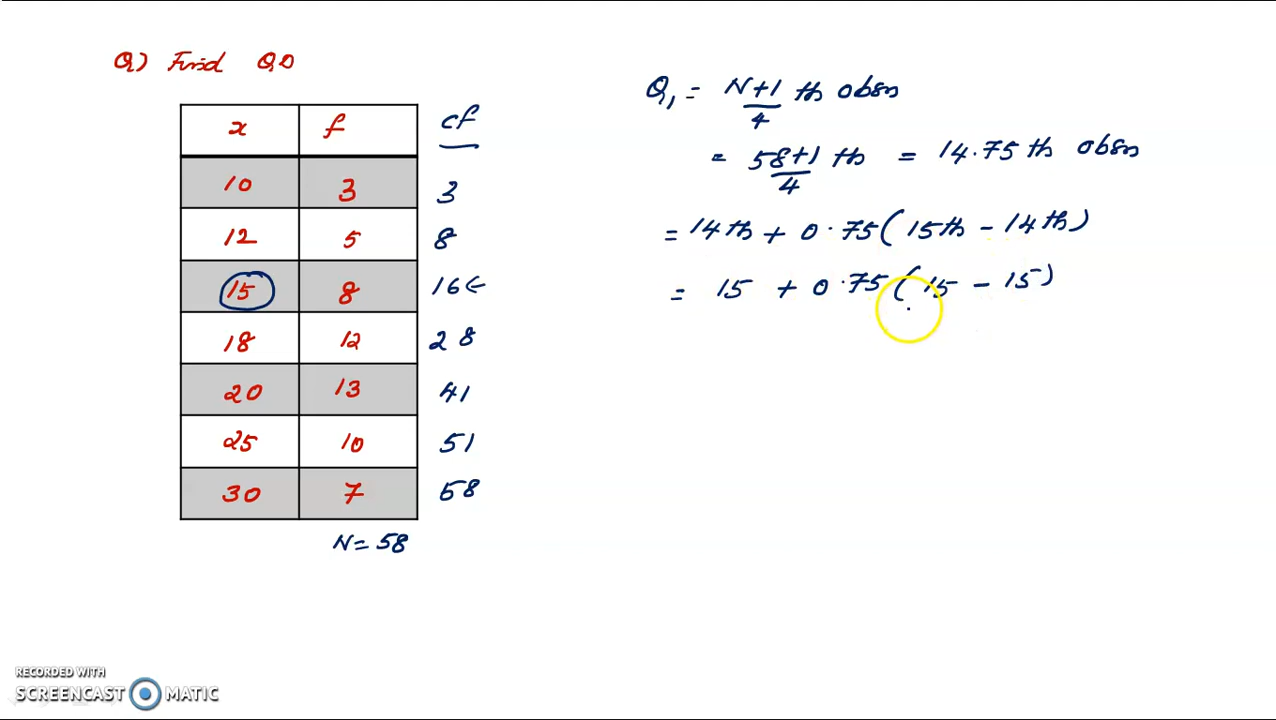 Q) Find QD
x f cf
10 3 3
12 5 8
15 8 16←
18 12 28
20 13 41
25 10 51
30 7 58
N = 58
Q₁ = N+1/4 th obsn
= 58+1/4 th = 14.75 th obsn
= 14th + 0.75(15th - 14th)
= 15 + 0.75(15 - 15)
RECORDED WITH
SCREENCAST MATIC